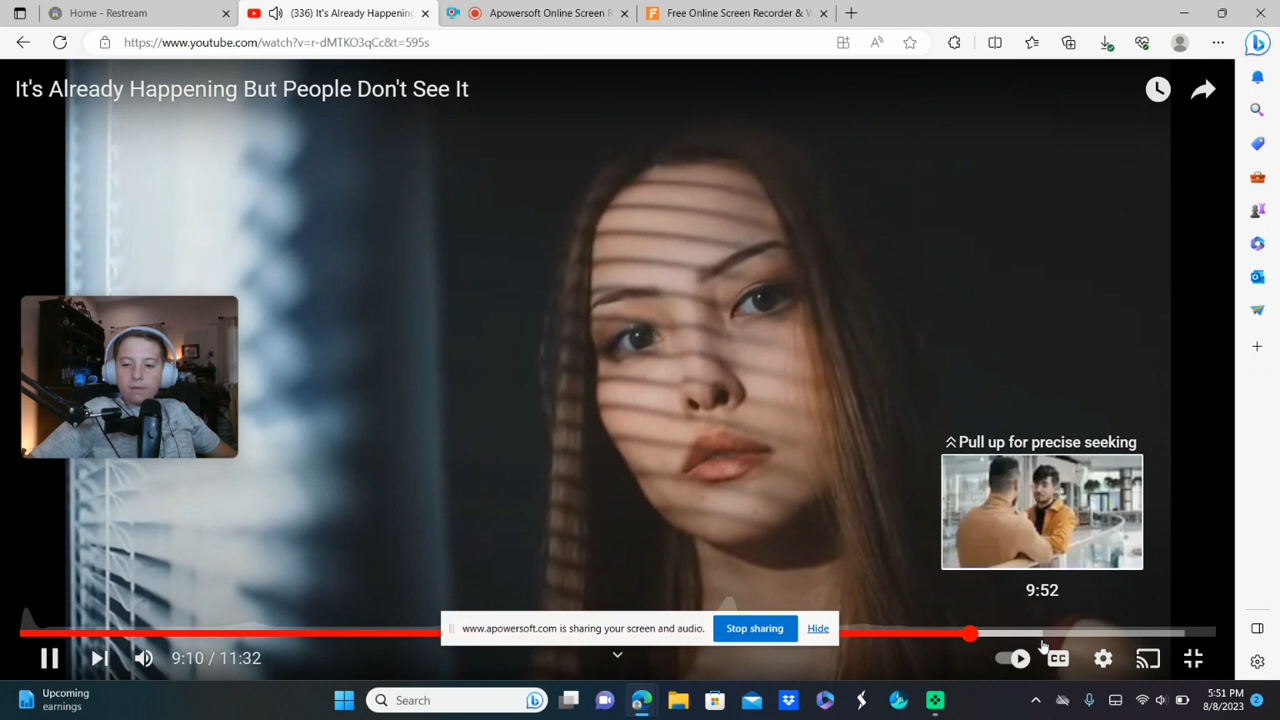 Home - Restream
(336) It's Already Happening
Apowersoft Online Screen R
Free Online Screen Recorder & W
https://www.youtube.com/watch?v=r-dMTKO3qCc&t=595s
It's Already Happening But People Don't See It
Pull up for precise seeking
9:52
www.apowersoft.com is sharing your screen and audio.
Stop sharing
Hide
9:10 / 11:32
CC
Upcoming
earnings
Search
5:51 PM
8/8/2023
2